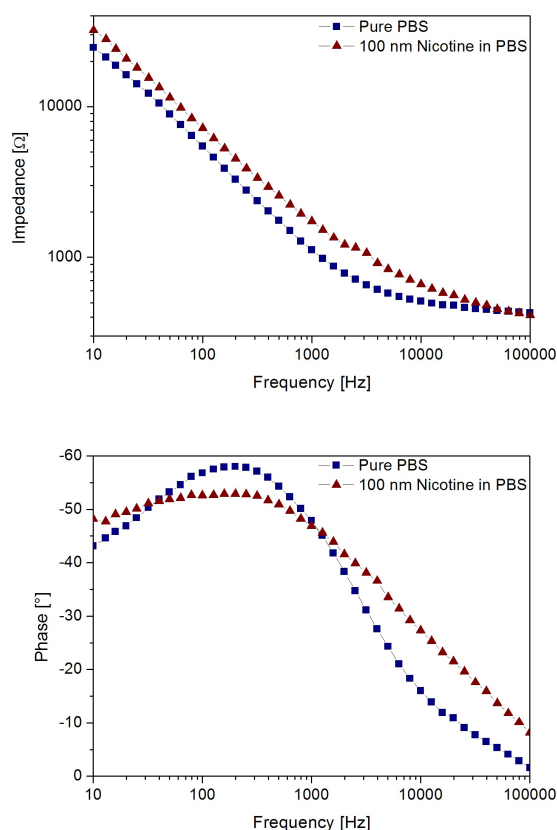 Pure PBS
100 nm Nicotine in PBS
10000
1000
Impedance [Ω]
10 100 1000 10000 100000
Frequency [Hz]
-60
-50
-40
-30
-20
-10
0
Pure PBS
100 nm Nicotine in PBS
Phase [°]
10 100 1000 10000 100000
Frequency [Hz]